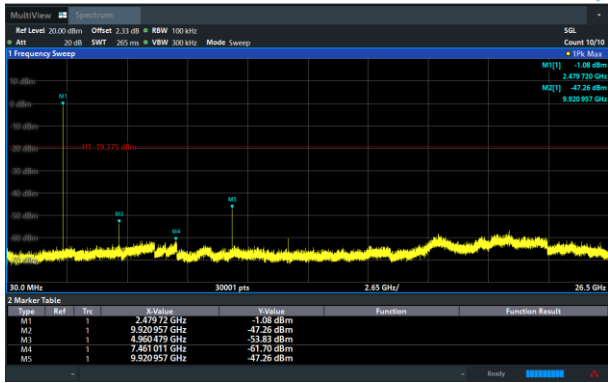 MultiView Spectrum
Ref Level 20.00 dBm Offset 2.33 dB RBW 100 kHz SGL
Att 20 dB SWT 265 ms VBW 300 kHz Mode Sweep Count 10/10
1 Frequency Sweep 1Pk Max
M1[1] -1.08 dBm
2.479 720 GHz
M2[1] -47.26 dBm
9.920 957 GHz
10 dBm
M1
0 dBm
-10 dBm
H1 -19.375 dBm
-20 dBm
-30 dBm
-40 dBm
M5
-50 dBm
M3
M4
-60 dBm
30.0 MHz 30001 pts 2.65 GHz/ 26.5 GHz
2 Marker Table
Type Ref Trc X-Value Y-Value Function Function Result
M1 1 2.479 72 GHz -1.08 dBm
M2 1 9.920 957 GHz -47.26 dBm
M3 1 4.960 479 GHz -53.83 dBm
M4 1 7.461 011 GHz -61.70 dBm
M5 1 9.920 957 GHz -47.26 dBm
Ready